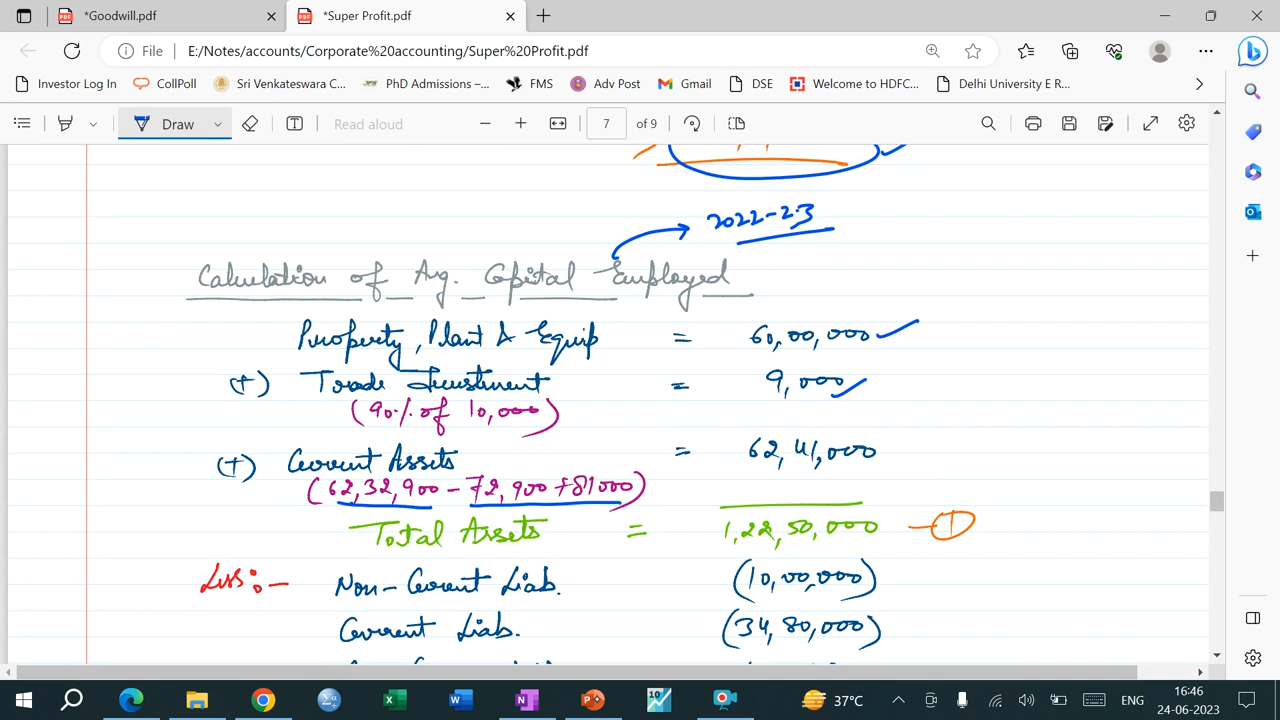 *Goodwill.pdf
*Super Profit.pdf
File E:/Notes/accounts/Corporate%20accounting/Super%20Profit.pdf
Investor Log In CollPoll Sri Venkateswara C... PhD Admissions –... FMS Adv Post Gmail DSE Welcome to HDFC... Delhi University E R...
Draw Read aloud 7 of 9
2022-23
Calculation of Avg. Capital Employed
Property, Plant & Equip = 60,00,000
(+) Trade Investment = 9,000
(90% of 10,000)
(+) Current Assets = 62,41,000
(62,32,900 - 72,900 + 81000)
Total Assets = 1,22,50,000 - 1
Less:- Non-Current Liab. (10,00,000)
Current Liab. (34,80,000)
37°C ENG 16:46
24-06-2023